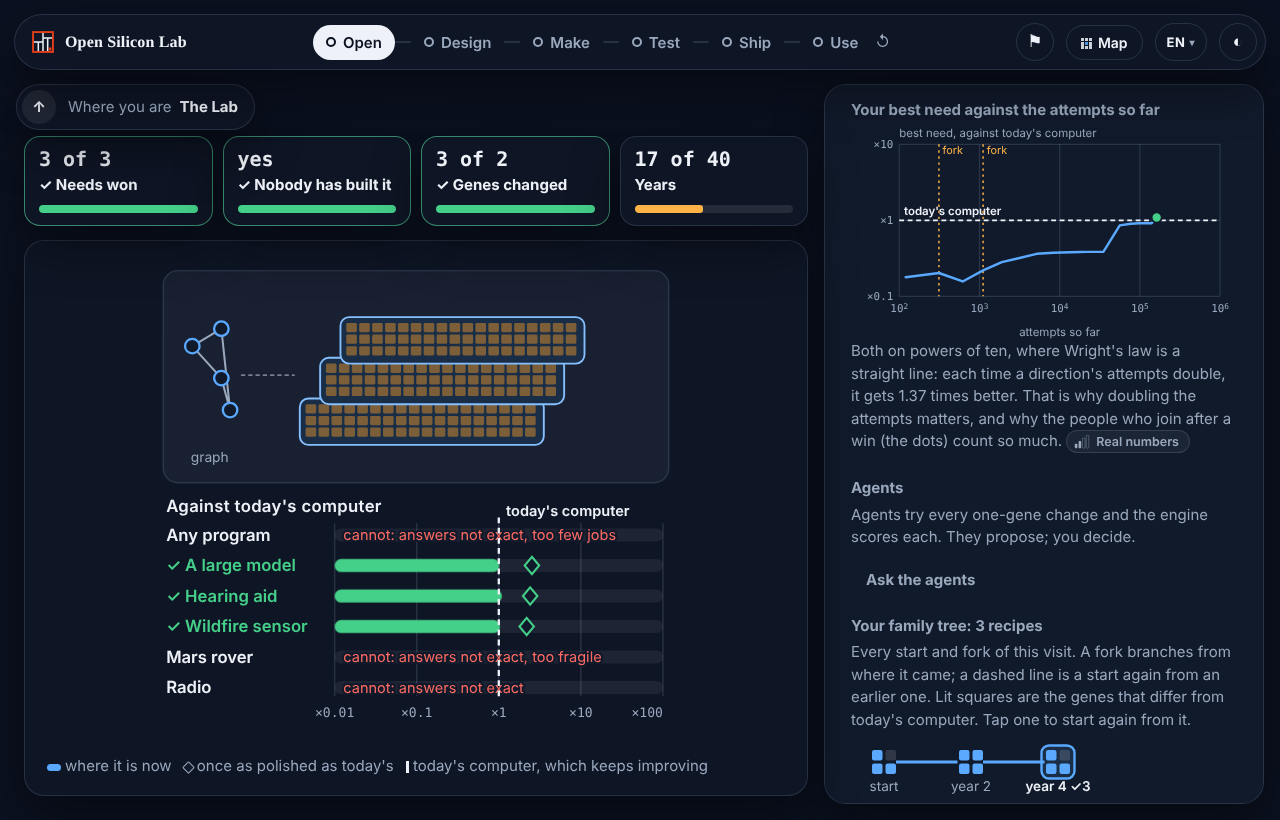 Open Silicon Lab
Open
Design
Make
Test
Ship
Use
Map
EN
Where you are The Lab
3 of 3
✓ Needs won
yes
✓ Nobody has built it
3 of 2
✓ Genes changed
17 of 40
Years
graph
Against today's computer
today's computer
Any program
cannot: answers not exact, too few jobs
✓ A large model
✓ Hearing aid
✓ Wildfire sensor
Mars rover
cannot: answers not exact, too fragile
Radio
cannot: answers not exact
×0.01 ×0.1 ×1 ×10 ×100
where it is now
once as polished as today's
today's computer, which keeps improving
Your best need against the attempts so far
best need, against today's computer
×10
fork
fork
today's computer
×1
×0.1
10² 10³ 10⁴ 10⁵ 10⁶
attempts so far
Both on powers of ten, where Wright's law is a
straight line: each time a direction's attempts double,
it gets 1.37 times better. That is why doubling the
attempts matters, and why the people who join after a
win (the dots) count so much.
Real numbers
Agents
Agents try every one-gene change and the engine
scores each. They propose; you decide.
Ask the agents
Your family tree: 3 recipes
Every start and fork of this visit. A fork branches from
where it came; a dashed line is a start again from an
earlier one. Lit squares are the genes that differ from
today's computer. Tap one to start again from it.
start
year 2
year 4 ✓3